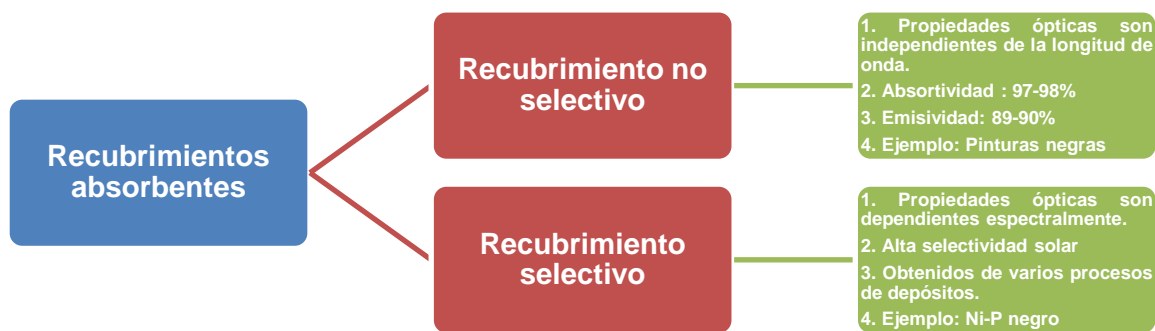 Recubrimientos
absorbentes
Recubrimiento no
selectivo
1. Propiedades ópticas son
independientes de la longitud de
onda.
2. Absortividad : 97-98%
3. Emisividad: 89-90%
4. Ejemplo: Pinturas negras
Recubrimiento
selectivo
1. Propiedades ópticas son
dependientes espectralmente.
2. Alta selectividad solar
3. Obtenidos de varios procesos
de depósitos.
4. Ejemplo: Ni-P negro